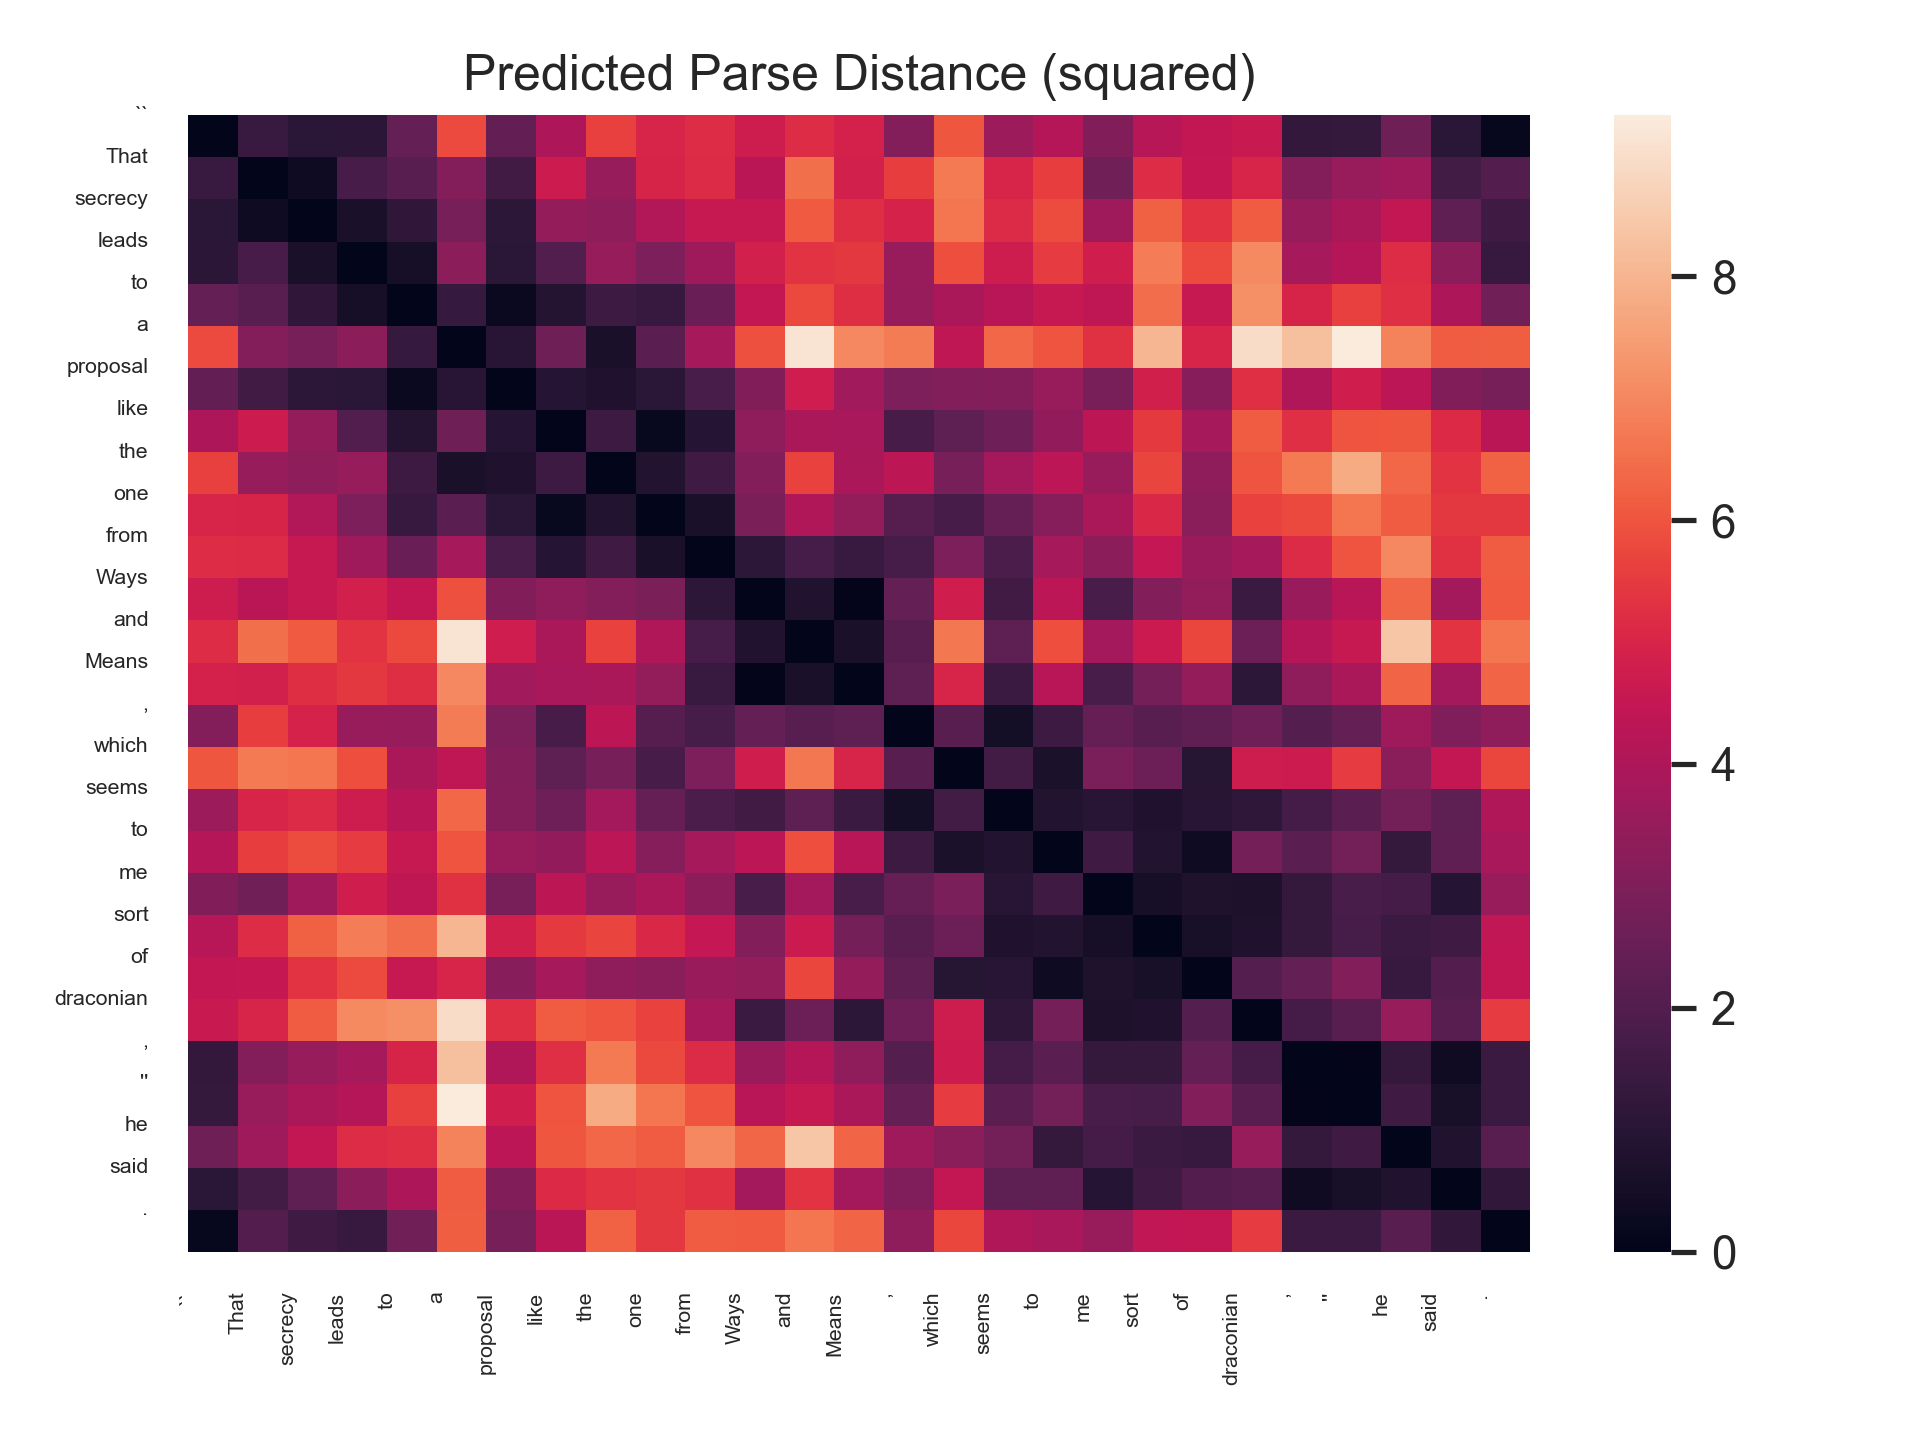 Predicted Parse Distance (squared)
``
That
secrecy
leads
to
a
proposal
like
the
one
from
Ways
and
Means
,
which
seems
to
me
sort
of
draconian
,
''
he
said
.
8
6
4
2
0
``
That
secrecy
leads
to
a
proposal
like
the
one
from
Ways
and
Means
,
which
seems
to
me
sort
of
draconian
,
''
he
said
.